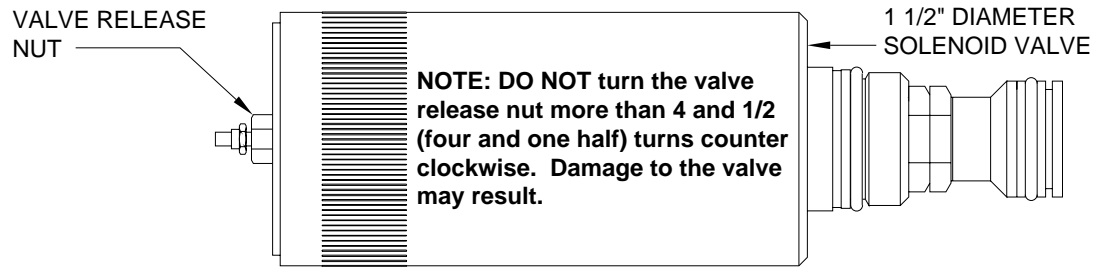 VALVE RELEASE
NUT
1 1/2" DIAMETER
SOLENOID VALVE
NOTE: DO NOT turn the valve
release nut more than 4 and 1/2
(four and one half) turns counter
clockwise.  Damage to the valve
may result.